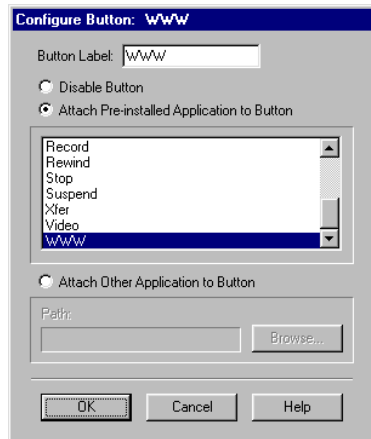 Configure Button: WWW
Button Label: WWW
Disable Button
Attach Pre-installed Application to Button
Record
Rewind
Stop
Suspend
Xfer
Video
WWW
Attach Other Application to Button
Path:
Browse...
OK Cancel Help